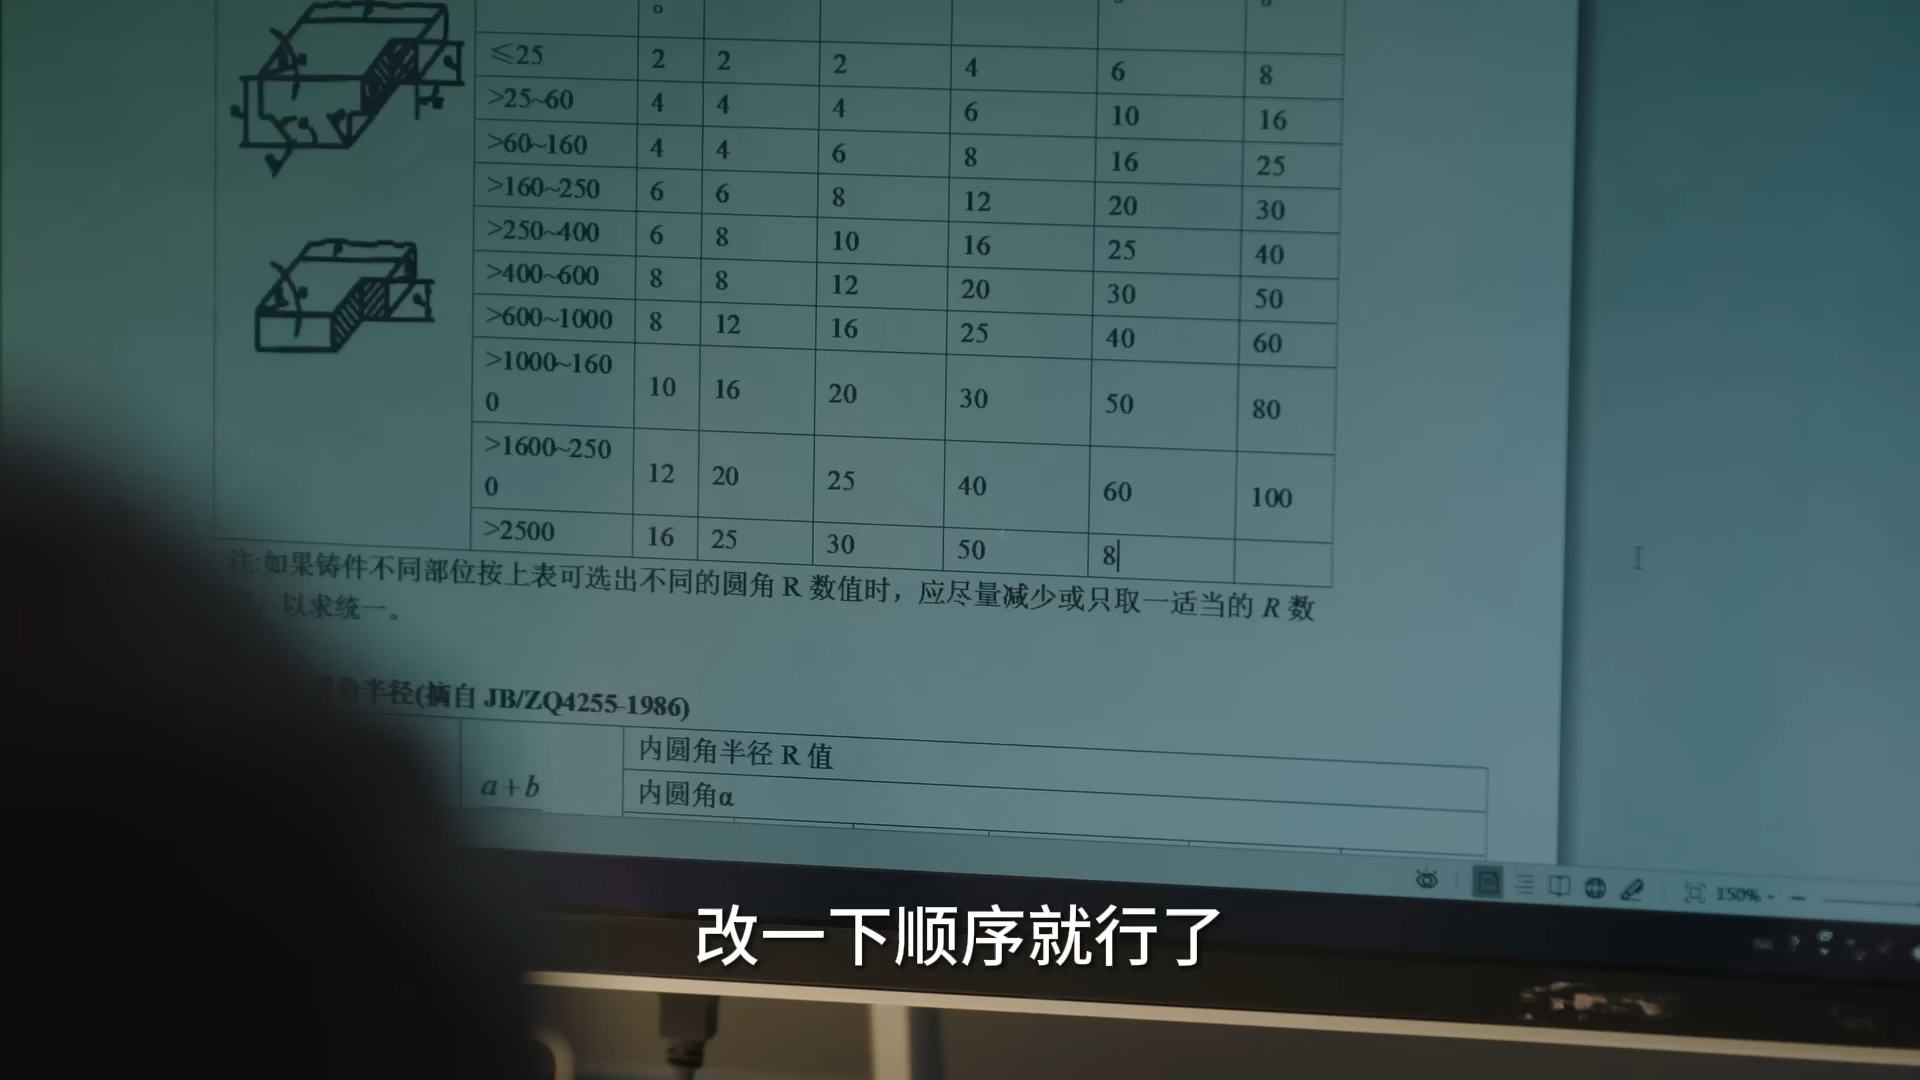 ≤25 2 2 2 4 6 8
>25~60 4 4 4 6 10 16
>60~160 4 4 6 8 16 25
>160~250 6 6 8 12 20 30
>250~400 6 8 10 16 25 40
>400~600 8 8 12 20 30 50
>600~1000 8 12 16 25 40 60
>1000~160
0 10 16 20 30 50 80
>1600~250
0 12 20 25 40 60 100
>2500 16 25 30 50 8
注:如果铸件不同部位按上表可选出不同的圆角 R 数值时，应尽量减少或只取一适当的 R 数
以求统一。
圆角半径(摘自 JB/ZQ4255-1986)
a+b
内圆角半径 R 值
内圆角α
150%
改一下顺序就行了